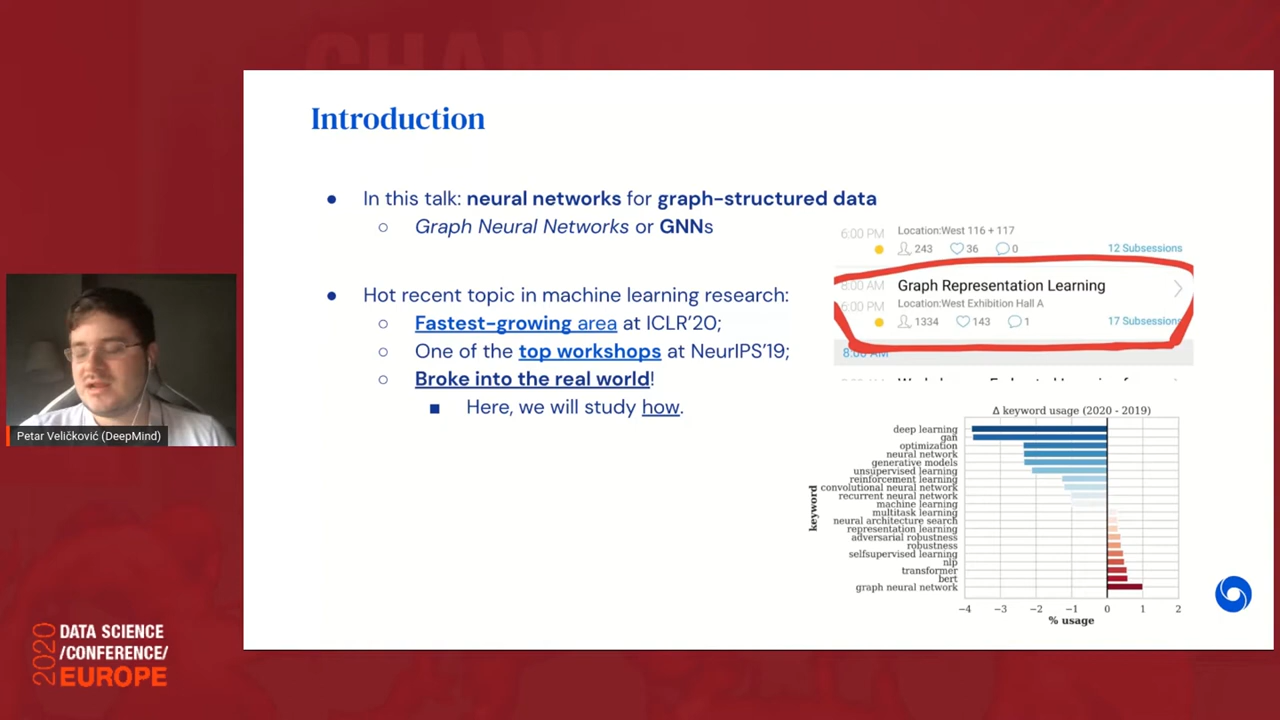 CHAN
Introduction
● In this talk: neural networks for graph-structured data
○ Graph Neural Networks or GNNs
● Hot recent topic in machine learning research:
○ Fastest-growing area at ICLR'20;
○ One of the top workshops at NeurIPS'19;
○ Broke into the real world!
■ Here, we will study how.
Location:West 116 + 117
6:00 PM
243 36 0 12 Subsessions
8:00 AM Graph Representation Learning
6:00 PM Location:West Exhibition Hall A
1334 143 1 17 Subsessions
8:00 AM
Δ keyword usage (2020 - 2019)
deep learning
gan
optimization
neural network
generative models
unsupervised learning
reinforcement learning
convolutional neural network
recurrent neural network
machine learning
multitask learning
neural architecture search
representation learning
adversarial robustness
robustness
selfsupervised learning
nlp
transformer
bert
graph neural network
keyword
−4 −3 −2 −1 0 1 2
% usage
Petar Veličković (DeepMind)
2020
DATA SCIENCE
/CONFERENCE/
EUROPE